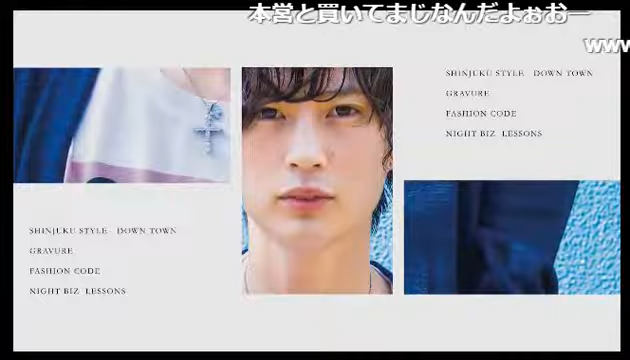 本営と買いてまじなんだよぉお―
www
SHINJUKU STYLE DOWN TOWN
GRAVURE
FASHION CODE
NIGHT BIZ LESSONS
SHINJUKU STYLE DOWN TOWN
GRAVURE
FASHION CODE
NIGHT BIZ LESSONS